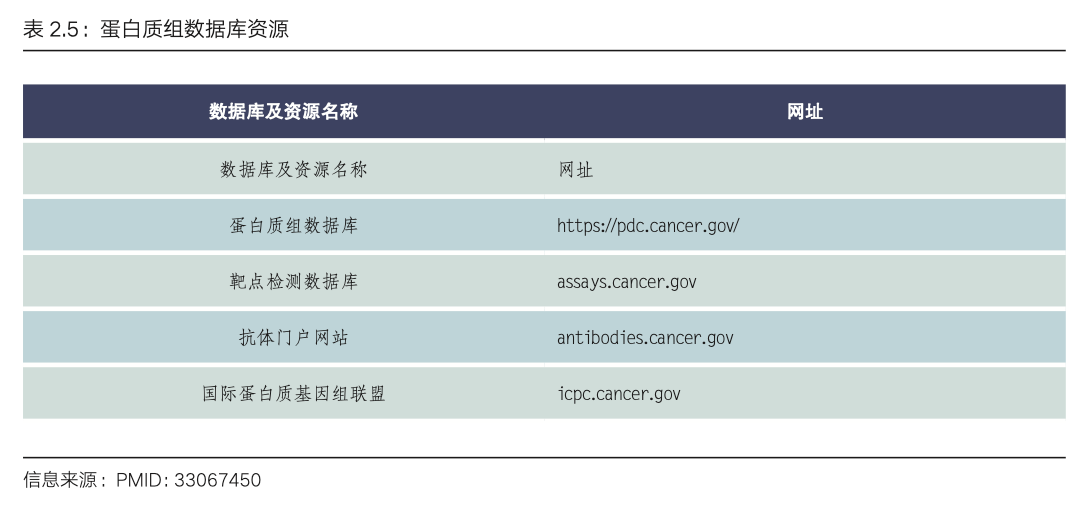 表 2.5：蛋白质组数据库资源
数据库及资源名称 网址
数据库及资源名称 网址
蛋白质组数据库 https://pdc.cancer.gov/
靶点检测数据库 assays.cancer.gov
抗体门户网站 antibodies.cancer.gov
国际蛋白质基因组联盟 icpc.cancer.gov
信息来源：PMID: 33067450